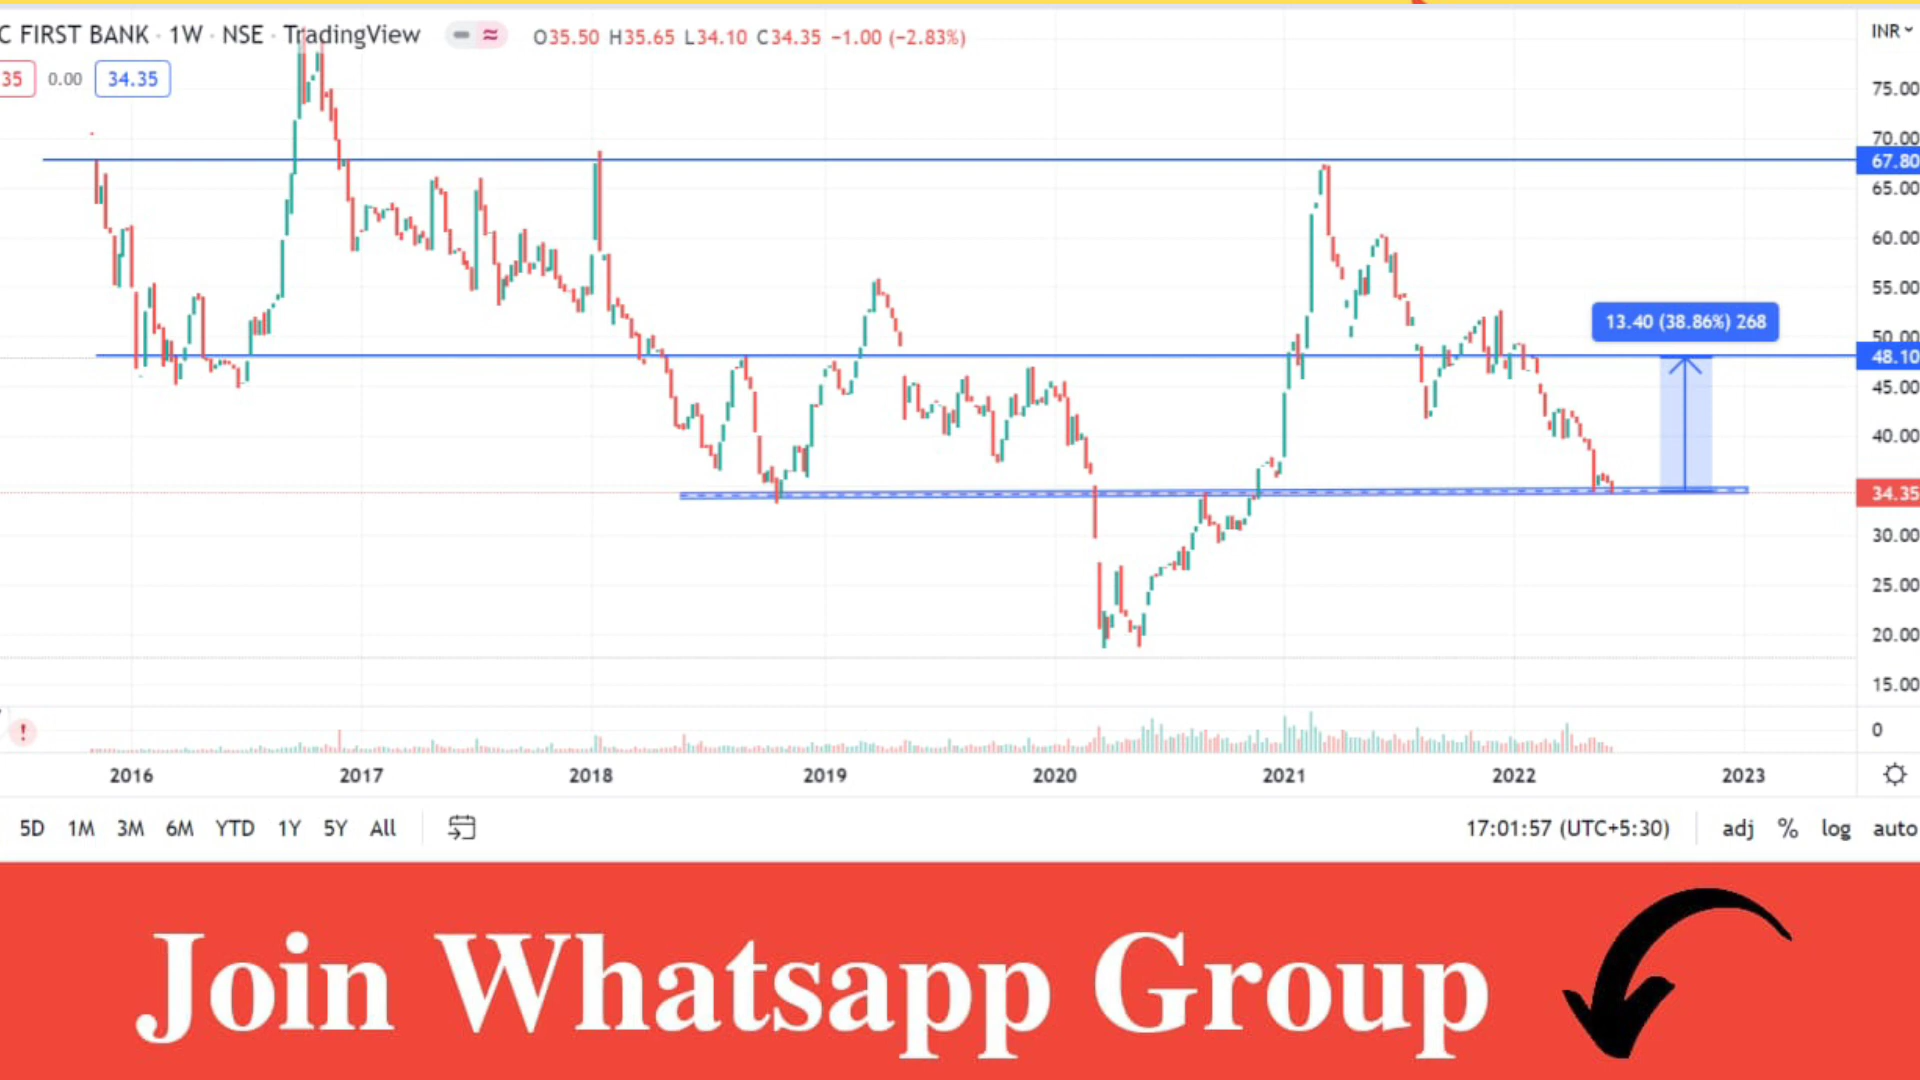 C FIRST BANK · 1W · NSE · TradingView
O35.50 H35.65 L34.10 C34.35 −1.00 (−2.83%)
INR
35 0.00 34.35
75.00
70.00
67.80
65.00
60.00
55.00
13.40 (38.86%) 268
50.00
48.10
45.00
40.00
34.35
30.00
25.00
20.00
15.00
!
0
2016 2017 2018 2019 2020 2021 2022 2023
5D 1M 3M 6M YTD 1Y 5Y All
17:01:57 (UTC+5:30) adj % log auto
Join Whatsapp Group